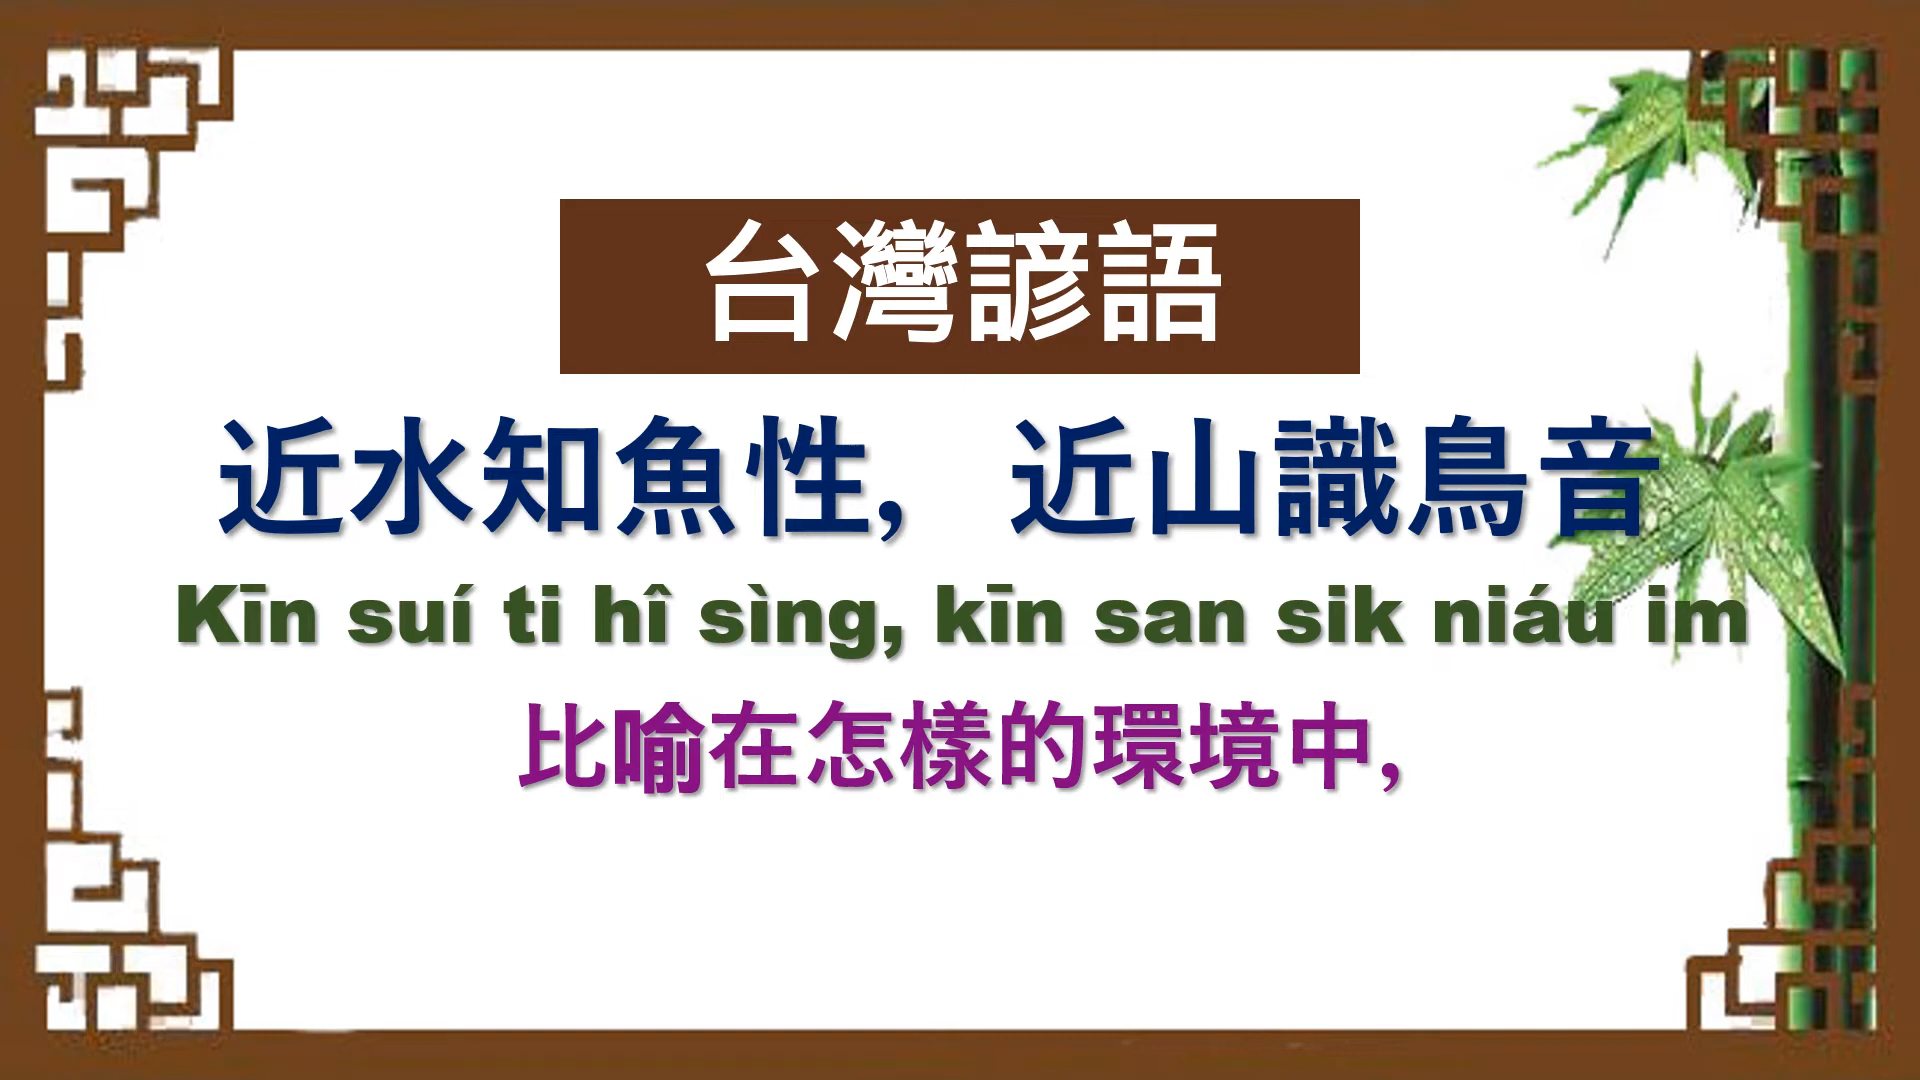 台灣諺語
近水知魚性, 近山識鳥音
Kīn suí ti hî sìng, kīn san sik niáu im
比喻在怎樣的環境中,